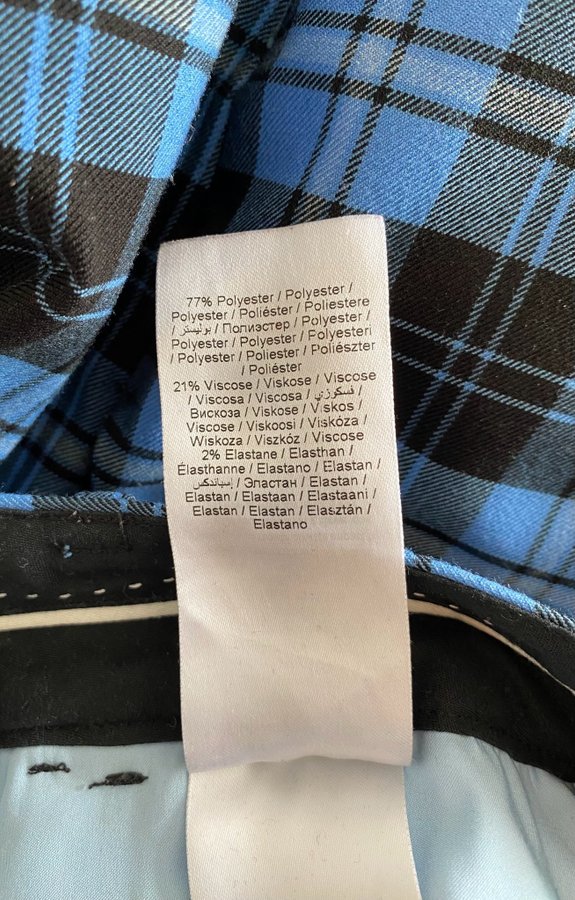 77% Polyester / Polyester /
Polyester / Poliéster / Poliestere
/ بوليستر / Полиэстер / Polyester /
Polyester / Polyester / Polyesteri
/ Polyester / Poliester / Poliészter
/ Poliéster
21% Viscose / Viskose / Viscose
/ Viscosa / Viscosa / فسكوزي /
Вискоза / Viskose / Viskos /
Viscose / Viskoosi / Viskóza /
Wiskoza / Viszkóz / Viscose
2% Elastane / Elasthan /
Élasthanne / Elastano / Elastan /
إسباندكس / Эластан / Elastan /
Elastan / Elastaan / Elastaani /
Elastan / Elastan / Elasztán /
Elastano